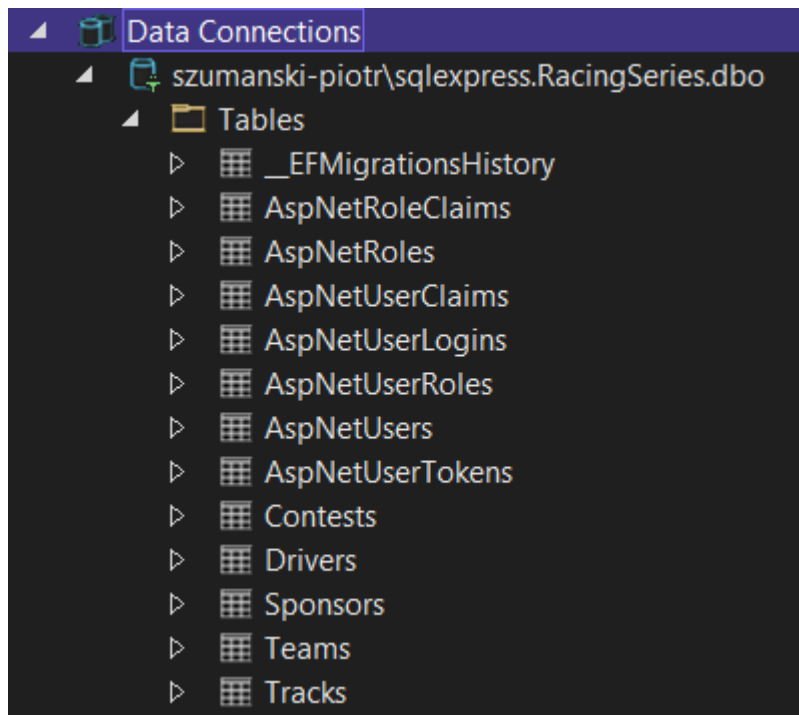 Data Connections
szumanski-piotr\sqlexpress.RacingSeries.dbo
Tables
__EFMigrationsHistory
AspNetRoleClaims
AspNetRoles
AspNetUserClaims
AspNetUserLogins
AspNetUserRoles
AspNetUsers
AspNetUserTokens
Contests
Drivers
Sponsors
Teams
Tracks